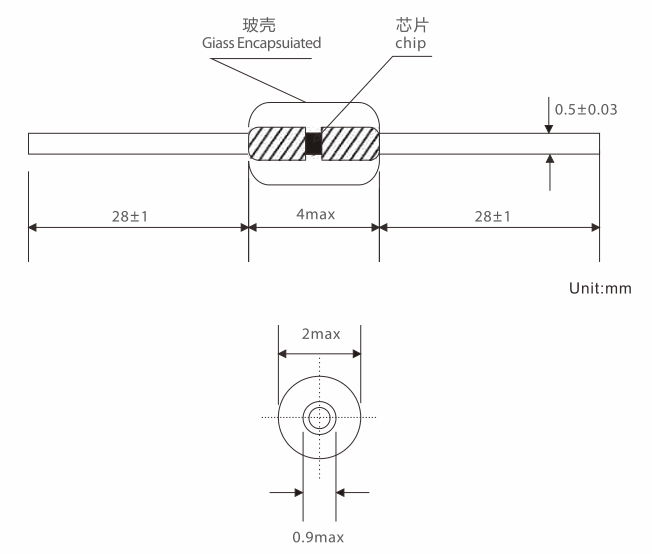 玻壳
Giass Encapsuiated
芯片
chip
0.5±0.03
28±1
4max
28±1
Unit:mm
2max
0.9max